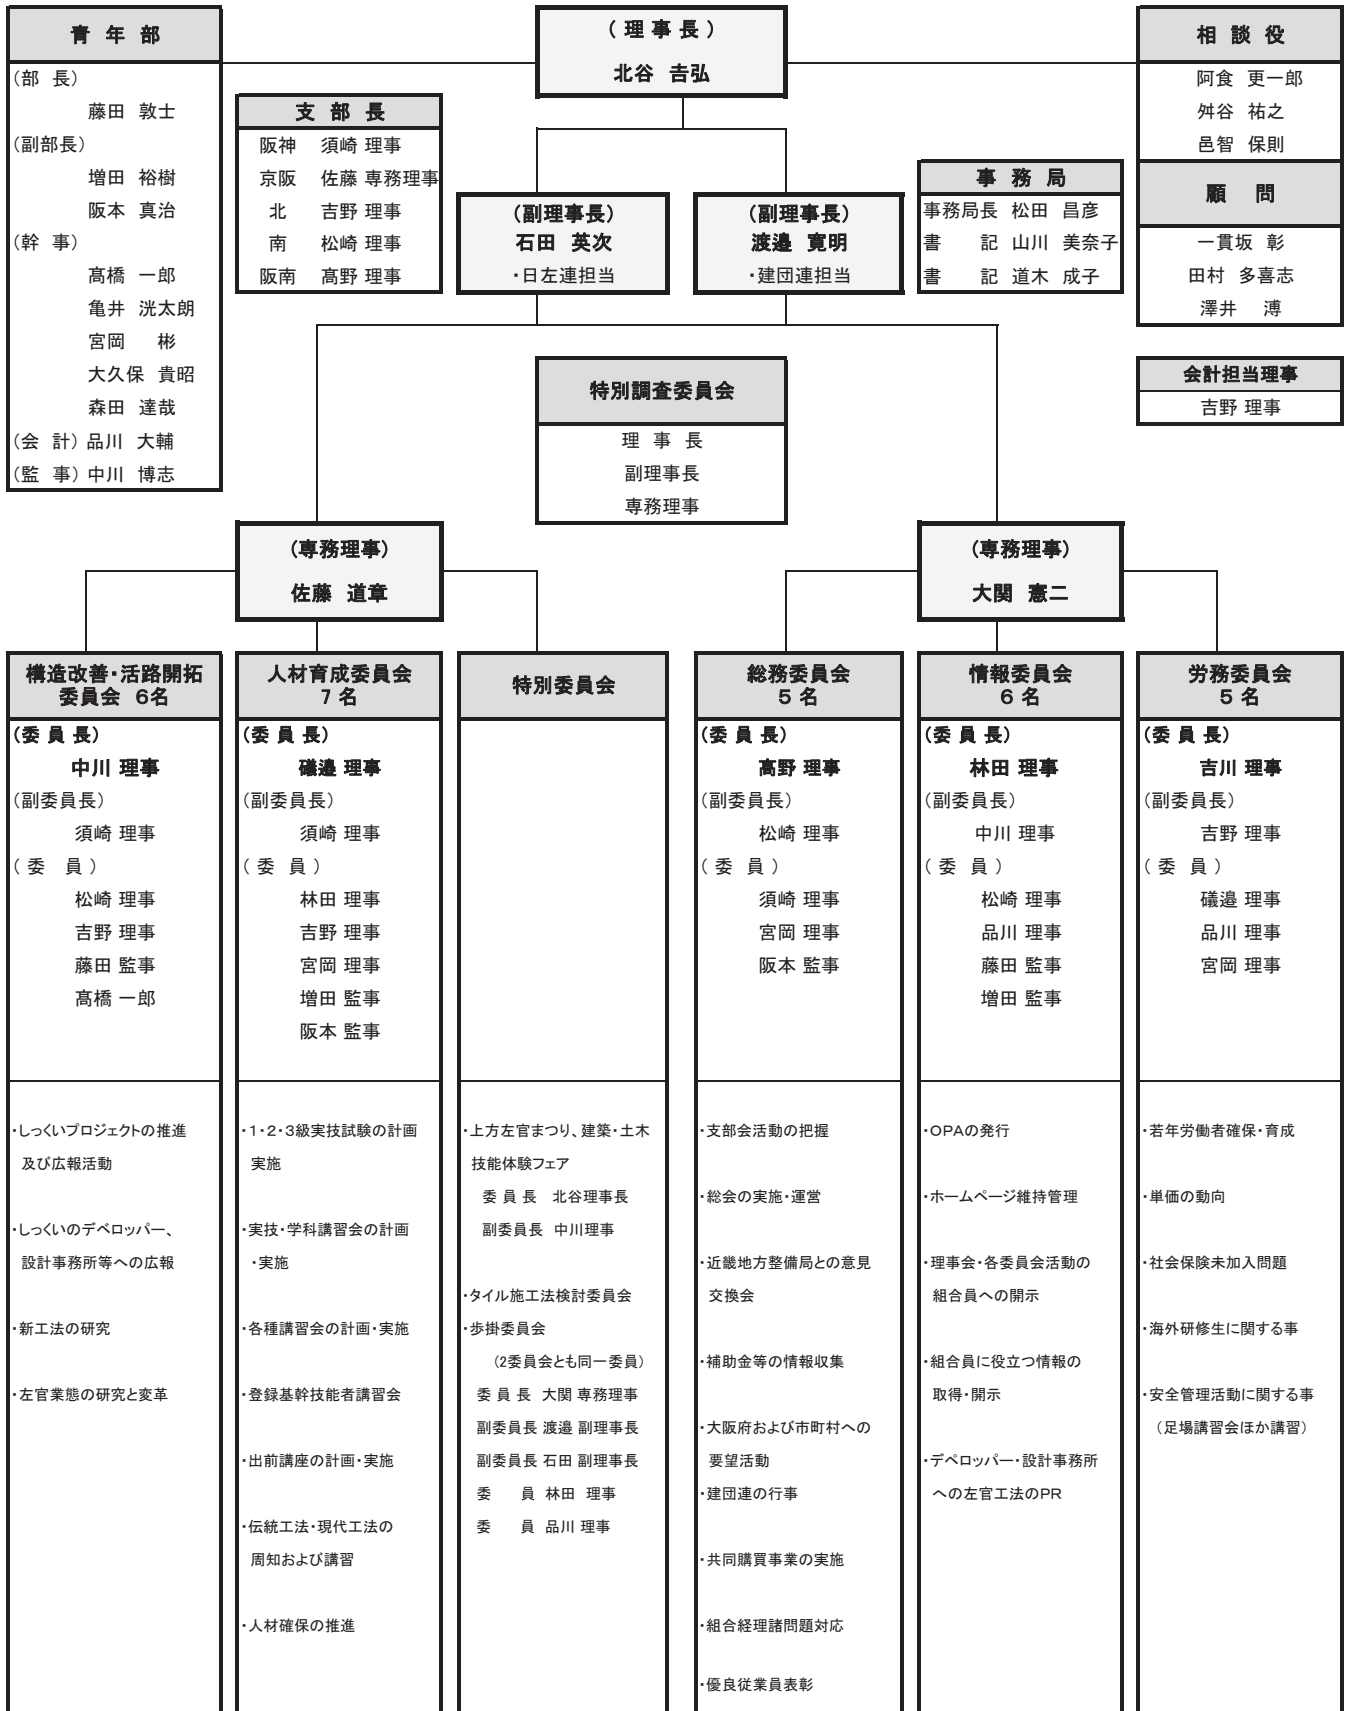 青 年 部
(部 長)
藤田 敦士
(副部長)
増田 裕樹
阪本 真治
(幹 事)
髙橋 一郎
亀井 洸太朗
宮岡 彬
大久保 貴昭
森田 達哉
(会 計) 品川 大輔
(監 事) 中川 博志
支 部 長
阪神 須崎 理事
京阪 佐藤 専務理事
北 吉野 理事
南 松崎 理事
阪南 髙野 理事
( 理 事 長 )
北谷 吿弘
(副理事長)
石田 英次
・日左連担当
(副理事長)
渡邉 寛明
・建団連担当
事 務 局
事務局長 松田 昌彦
書 記 山川 美奈子
書 記 道木 成子
相 談 役
阿食 更一郎
舛谷 祐之
邑智 保則
顧 問
一貫坂 彰
田村 多喜志
澤井 溥
会計担当理事
吉野 理事
特別調査委員会
理 事 長
副理事長
専務理事
(専務理事)
佐藤 道章
(専務理事)
大関 憲二
構造改善・活路開拓
委員会 6名
(委 員 長)
中川 理事
(副委員長)
須崎 理事
( 委 員 )
松崎 理事
吉野 理事
藤田 監事
髙橋 一郎
・しっくいプロジェクトの推進
及び広報活動
・しっくいのデベロッパー、
設計事務所等への広報
・新工法の研究
・左官業態の研究と変革
人材育成委員会
7 名
(委 員 長)
礒邉 理事
(副委員長)
須崎 理事
( 委 員 )
林田 理事
吉野 理事
宮岡 理事
増田 監事
阪本 監事
・1・2・3級実技試験の計画
実施
・実技・学科講習会の計画
・実施
・各種講習会の計画・実施
・登録基幹技能者講習会
・出前講座の計画・実施
・伝統工法・現代工法の
周知および講習
・人材確保の推進
特別委員会
・上方左官まつり、建築・土木
技能体験フェア
委 員 長 北谷理事長
副委員長 中川理事
・タイル施工法検討委員会
・歩掛委員会
(2委員会とも同一委員)
委 員 長 大関 専務理事
副委員長 渡邉 副理事長
副委員長 石田 副理事長
委 員 林田 理事
委 員 品川 理事
総務委員会
5 名
(委 員 長)
髙野 理事
(副委員長)
松崎 理事
( 委 員 )
須崎 理事
宮岡 理事
阪本 監事
・支部会活動の把握
・総会の実施・運営
・近畿地方整備局との意見
交換会
・補助金等の情報収集
・大阪府および市町村への
要望活動
・建団連の行事
・共同購買事業の実施
・組合経理諸問題対応
・優良従業員表彰
情報委員会
6 名
(委 員 長)
林田 理事
(副委員長)
中川 理事
( 委 員 )
松崎 理事
品川 理事
藤田 監事
増田 監事
・OPAの発行
・ホームページ維持管理
・理事会・各委員会活動の
組合員への開示
・組合員に役立つ情報の
取得・開示
・デベロッパー・設計事務所
への左官工法のPR
労務委員会
5 名
(委 員 長)
吉川 理事
(副委員長)
吉野 理事
( 委 員 )
礒邉 理事
品川 理事
宮岡 理事
・若年労働者確保・育成
・単価の動向
・社会保険未加入問題
・海外研修生に関する事
・安全管理活動に関する事
(足場講習会ほか講習)